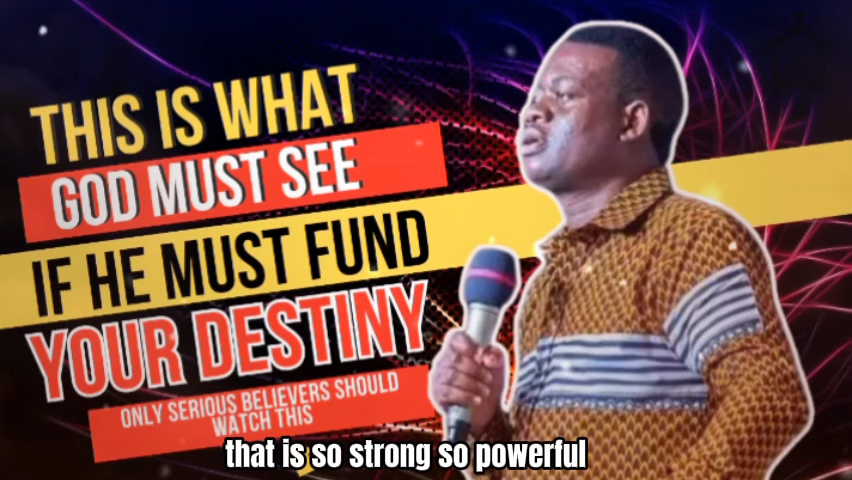 THIS IS WHAT
GOD MUST SEE
IF HE MUST FUND
YOUR DESTINY
ONLY SERIOUS BELIEVERS SHOULD
WATCH THIS
that is so strong so powerful